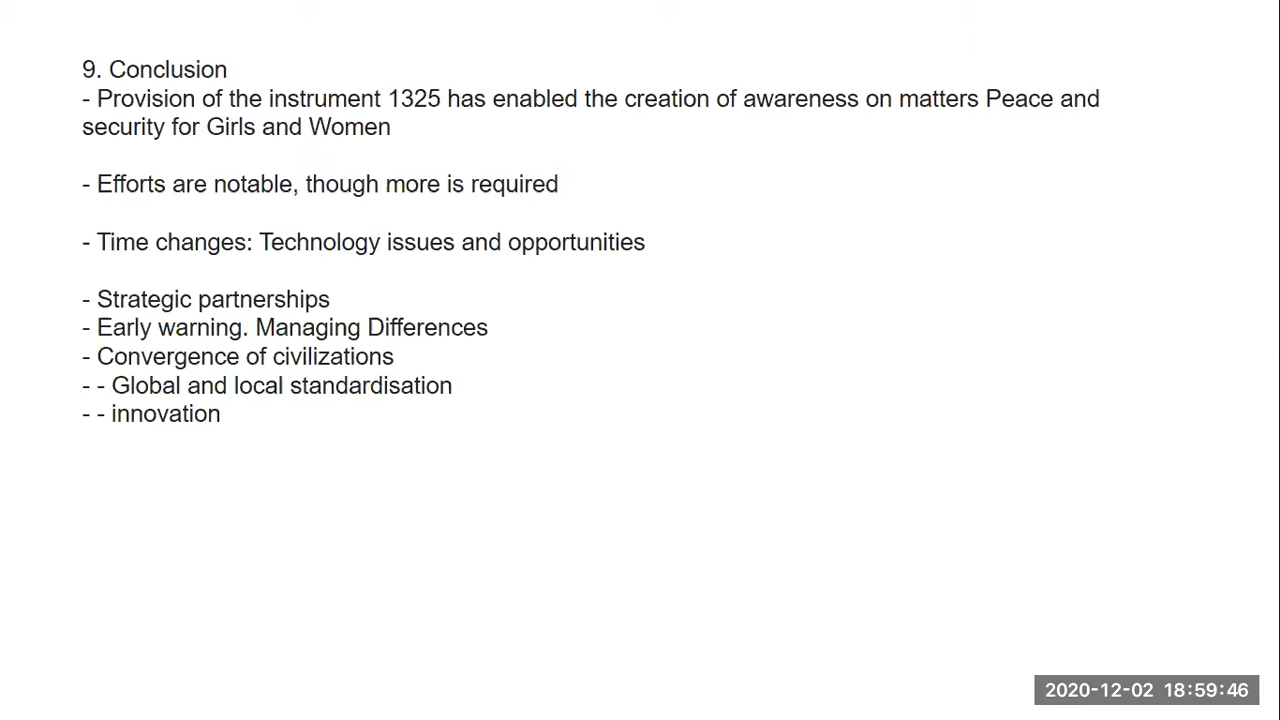 9. Conclusion
- Provision of the instrument 1325 has enabled the creation of awareness on matters Peace and
security for Girls and Women
- Efforts are notable, though more is required
- Time changes: Technology issues and opportunities
- Strategic partnerships
- Early warning. Managing Differences
- Convergence of civilizations
- - Global and local standardisation
- - innovation
2020-12-02 18:59:46